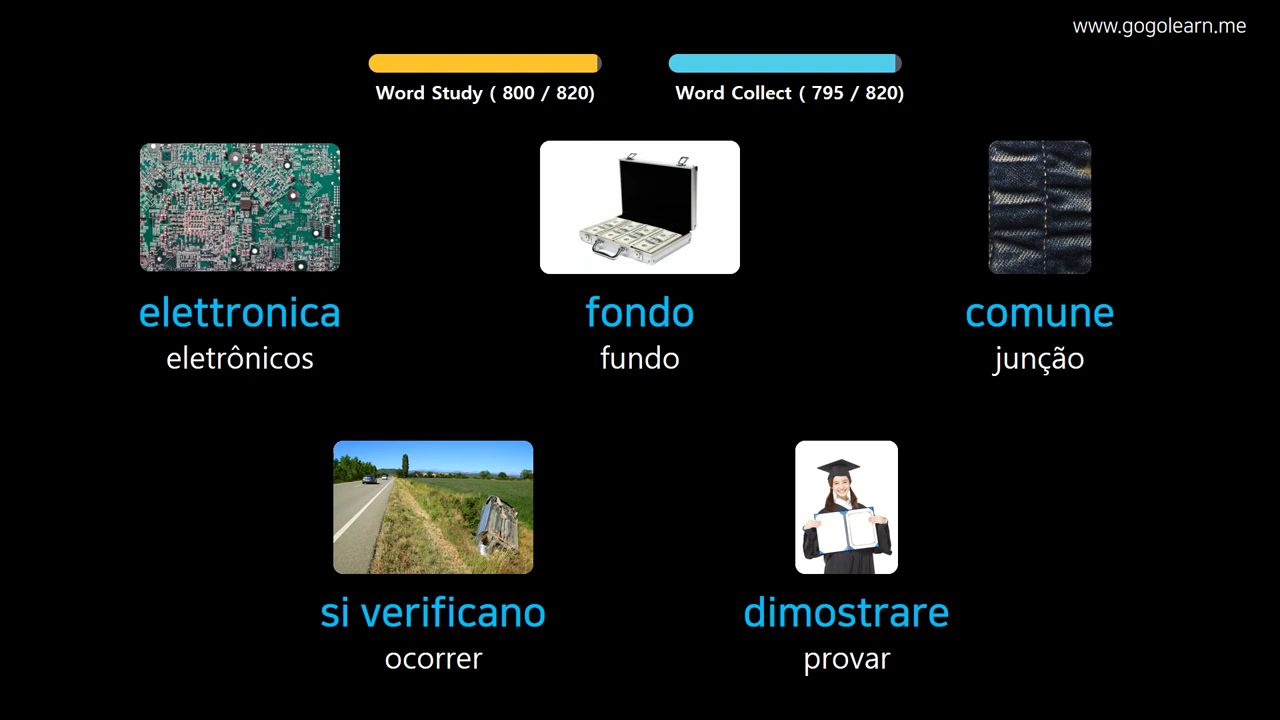 www.gogolearn.me
Word Study ( 800 / 820)
Word Collect ( 795 / 820)
elettronica
eletrônicos
fondo
fundo
comune
junção
si verificano
ocorrer
dimostrare
provar